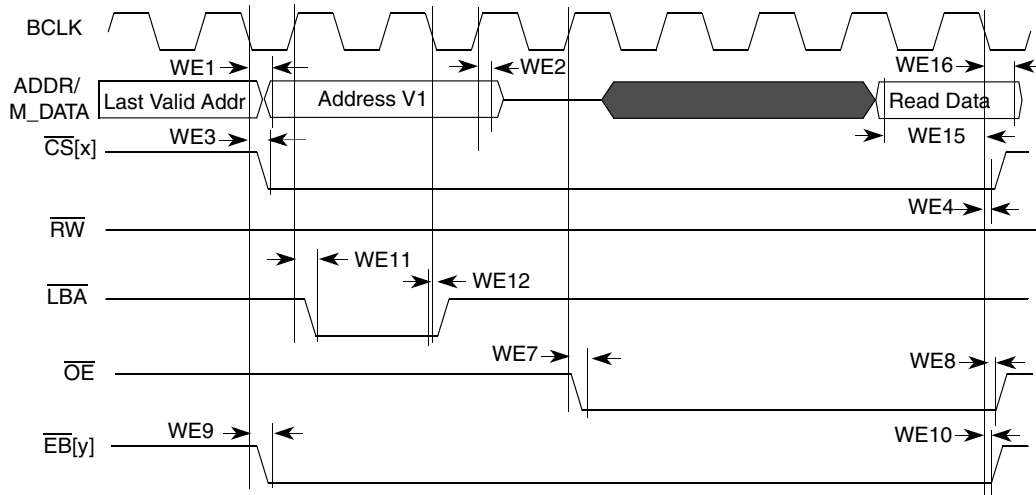 BCLK
WE1
WE2
WE16
ADDR/
M_DATA
Last Valid Addr
Address V1
Read Data
WE3
WE15
CS[x]
WE4
RW
WE11
WE12
LBA
WE7
WE8
OE
WE9
WE10
EB[y]